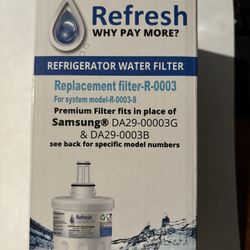 Refresh
WHY PAY MORE?
REFRIGERATOR WATER FILTER
Replacement filter-R-0003
For system model-R-0003-S
Premium Filter fits in place of
Samsung® DA29-00003G
& DA29-0003B
see back for specific model numbers
Refresh